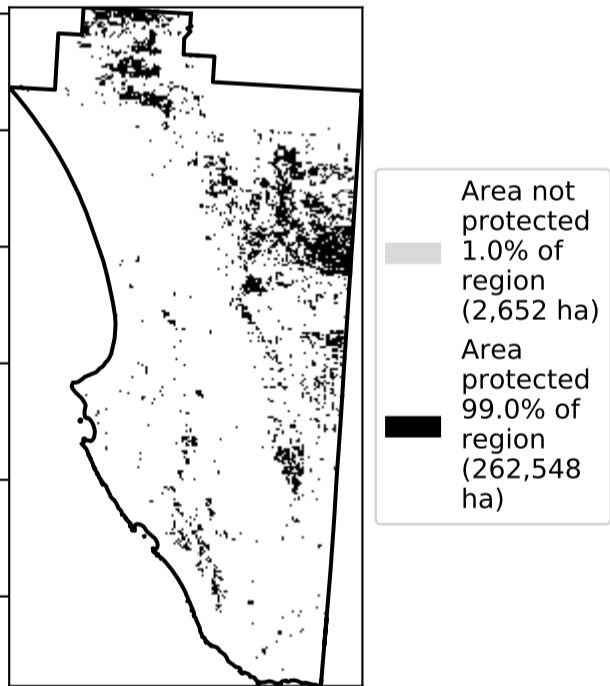 Area not
protected
1.0% of
region
(2,652 ha)
Area
protected
99.0% of
region
(262,548
ha)